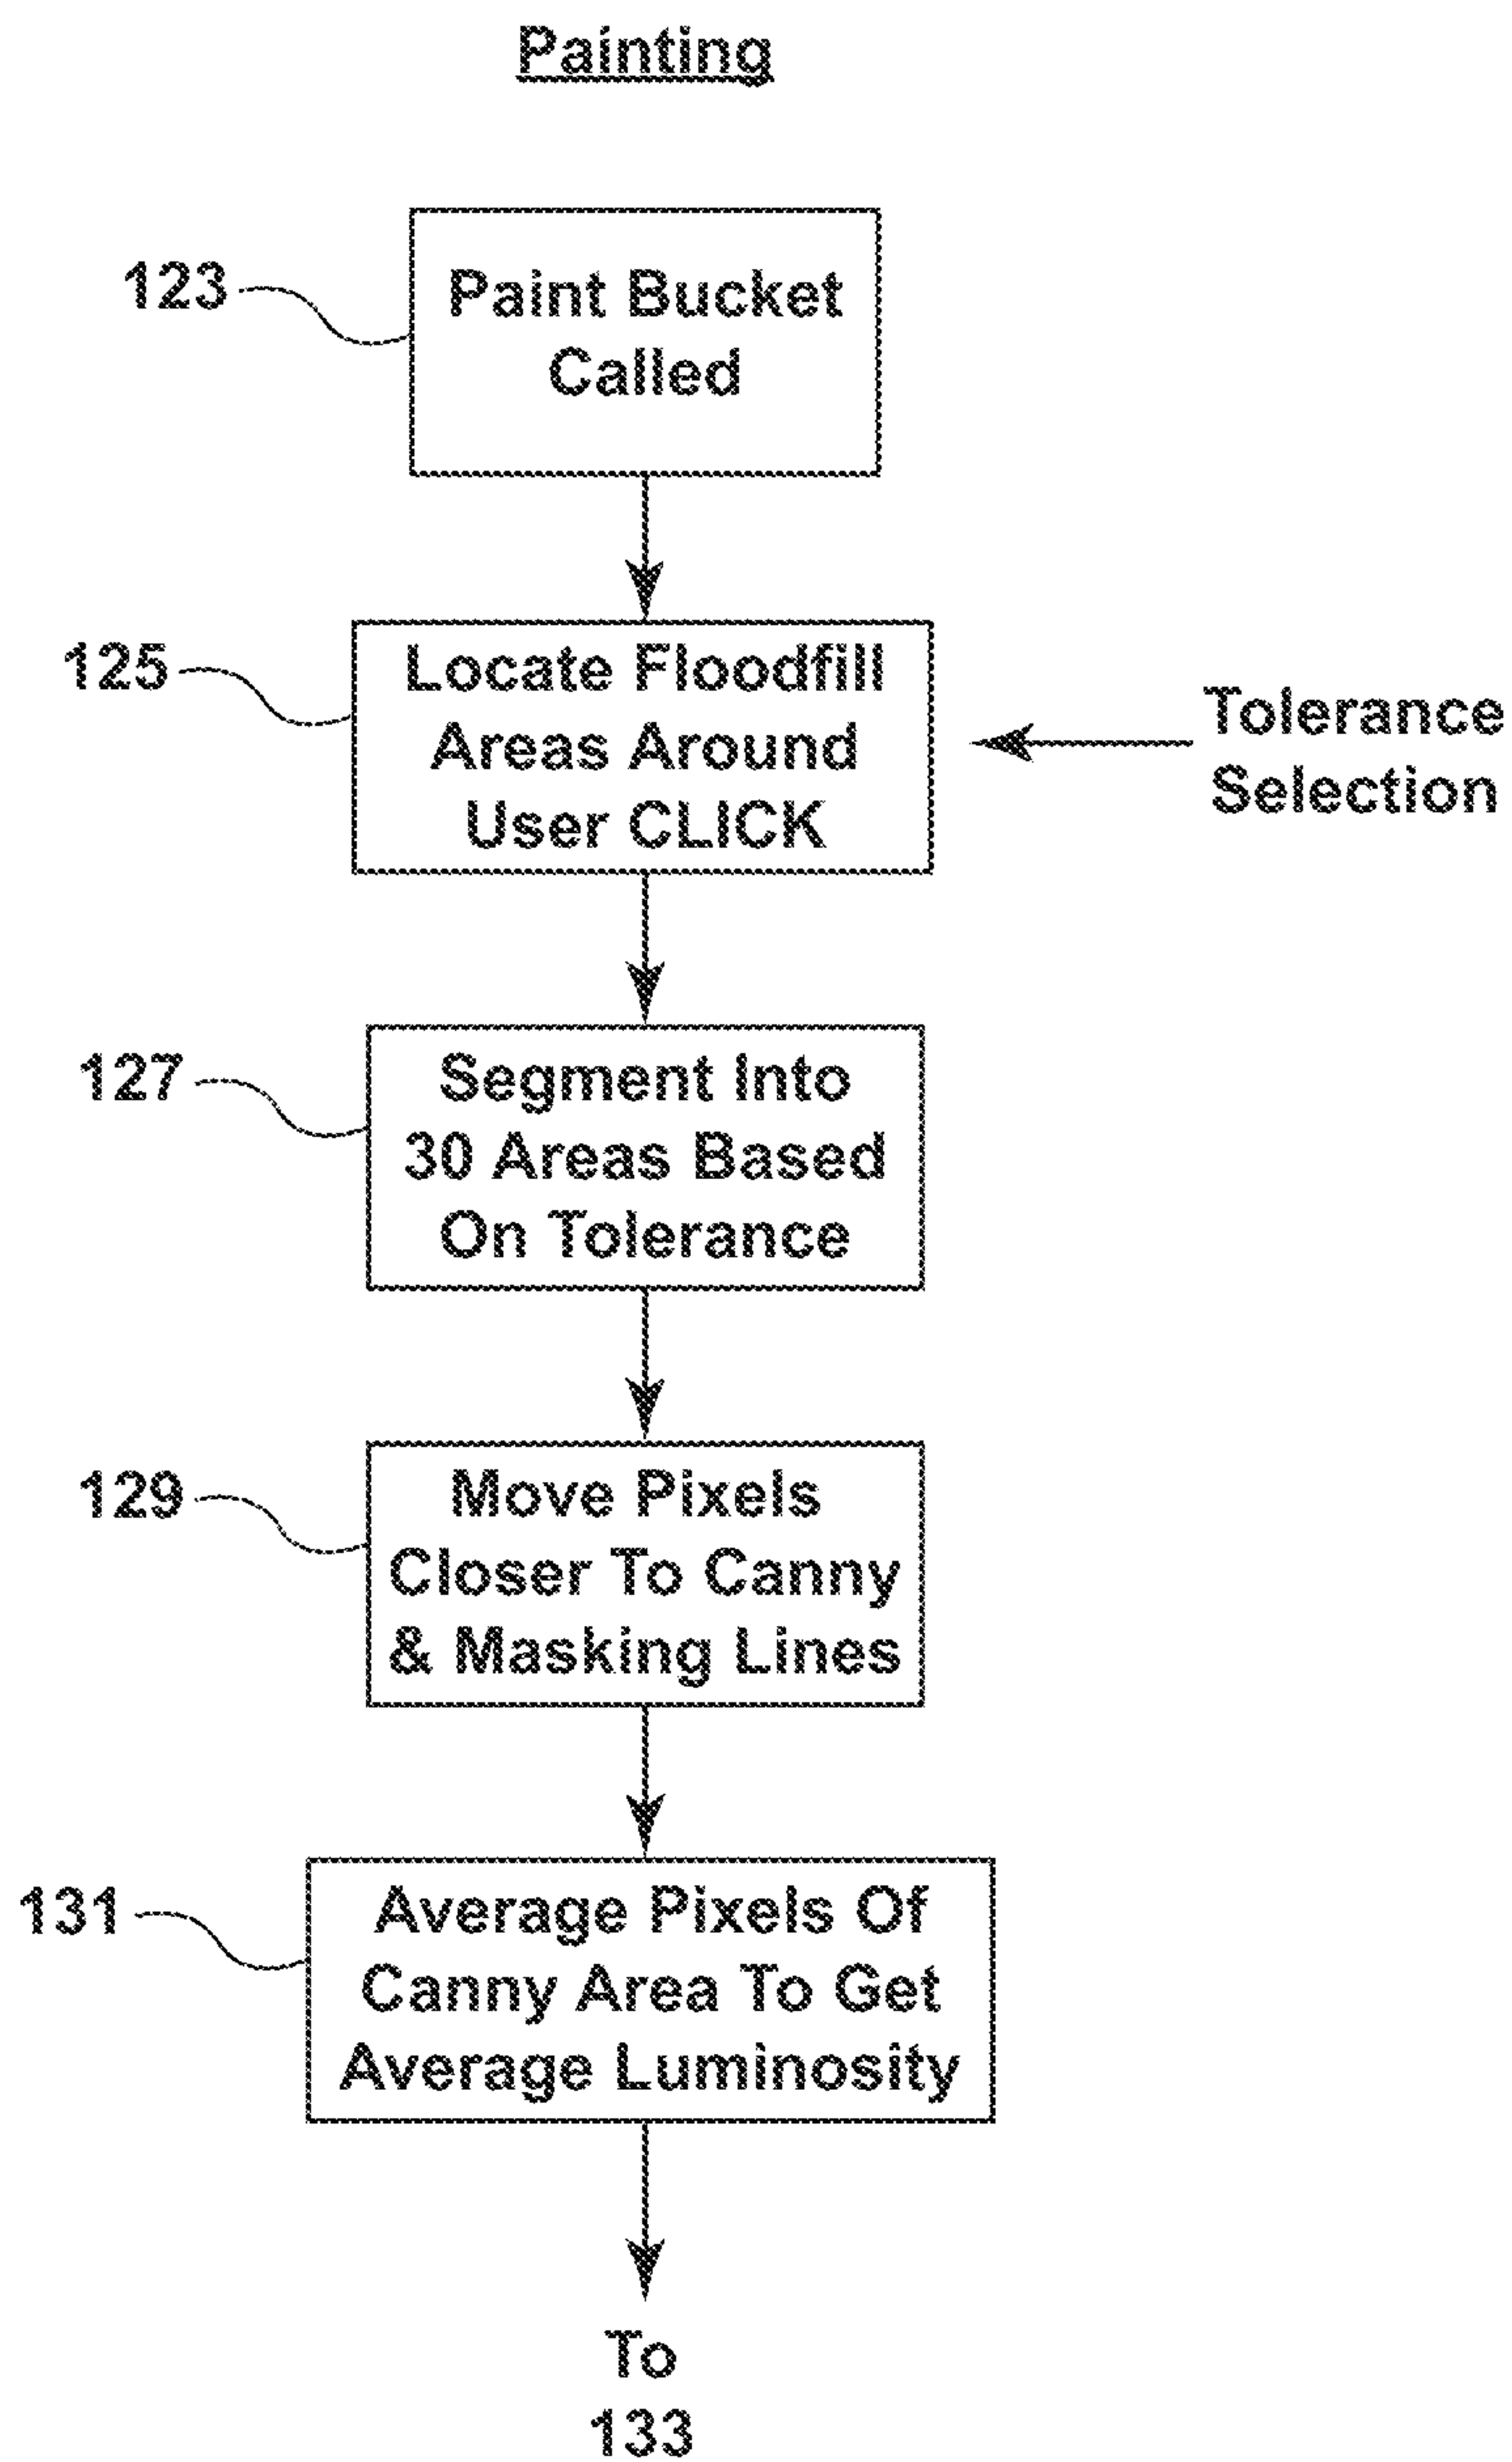 Painting
123
Paint Bucket
Called
125
Locate Floodfill
Areas Around
User CLICK
Tolerance
Selection
127
Segment Into
30 Areas Based
On Tolerance
129
Move Pixels
Closer To Canny
& Masking Lines
131
Average Pixels Of
Canny Area To Get
Average Luminosity
To
133